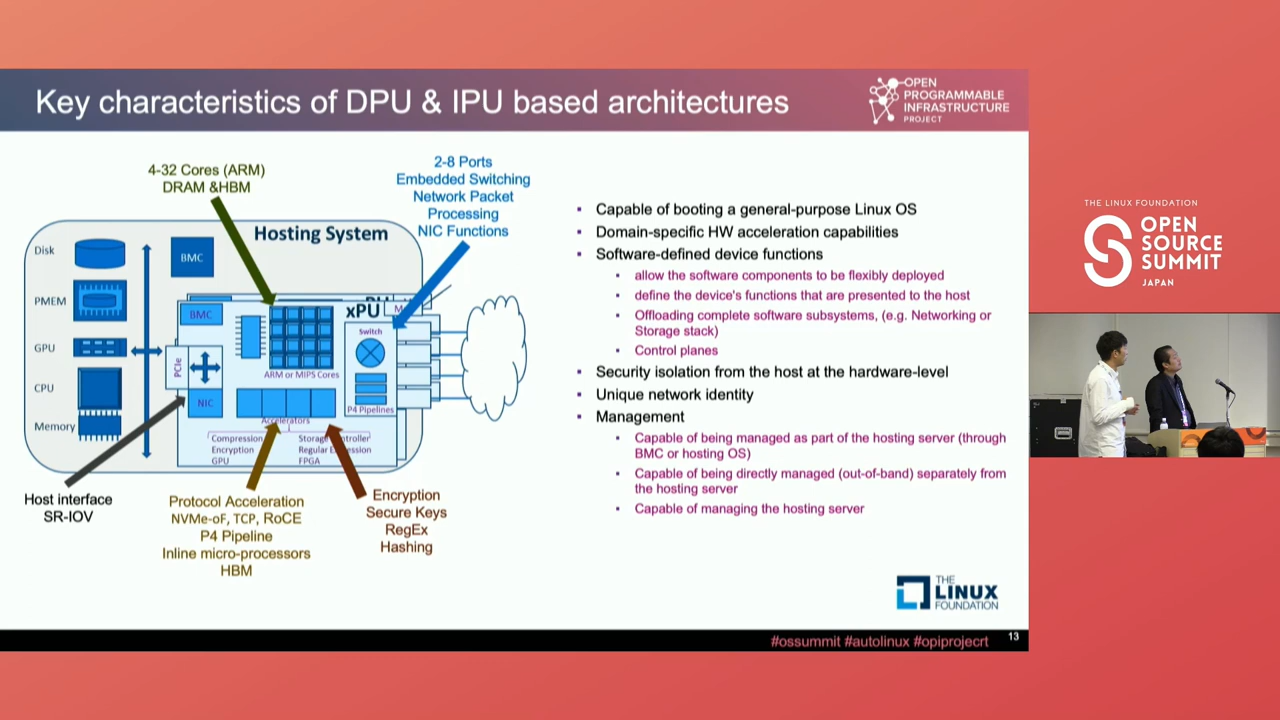 Key characteristics of DPU & IPU based architectures
OPEN
PROGRAMMABLE
INFRASTRUCTURE
PROJECT
4-32 Cores (ARM)
DRAM &HBM
2-8 Ports
Embedded Switching
Network Packet
Processing
NIC Functions
Hosting System
Disk
BMC
PMEM
GPU
CPU
Memory
BMC
xPU
Switch
PCIe
NIC
ARM or MIPS Cores
P4 Pipelines
Accelerators
Compression
Encryption
GPU
Storage
FPGA
Host interface
SR-IOV
Protocol Acceleration
NVMe-oF, TCP, RoCE
P4 Pipeline
Inline micro-processors
HBM
Encryption
Secure Keys
RegEx
Hashing
▪ Capable of booting a general-purpose Linux OS
▪ Domain-specific HW acceleration capabilities
▪ Software-defined device functions
▪ allow the software components to be flexibly deployed
▪ define the device's functions that are presented to the host
▪ Offloading complete software subsystems, (e.g. Networking or
Storage stack)
▪ Control planes
▪ Security isolation from the host at the hardware-level
▪ Unique network identity
▪ Management
▪ Capable of being managed as part of the hosting server (through
BMC or hosting OS)
▪ Capable of being directly managed (out-of-band) separately from
the hosting server
▪ Capable of managing the hosting server
THE
LINUX
FOUNDATION
#ossummit #autolinux #opiprojecrt
13
THE LINUX FOUNDATION
OPEN
SOURCE
SUMMIT
JAPAN